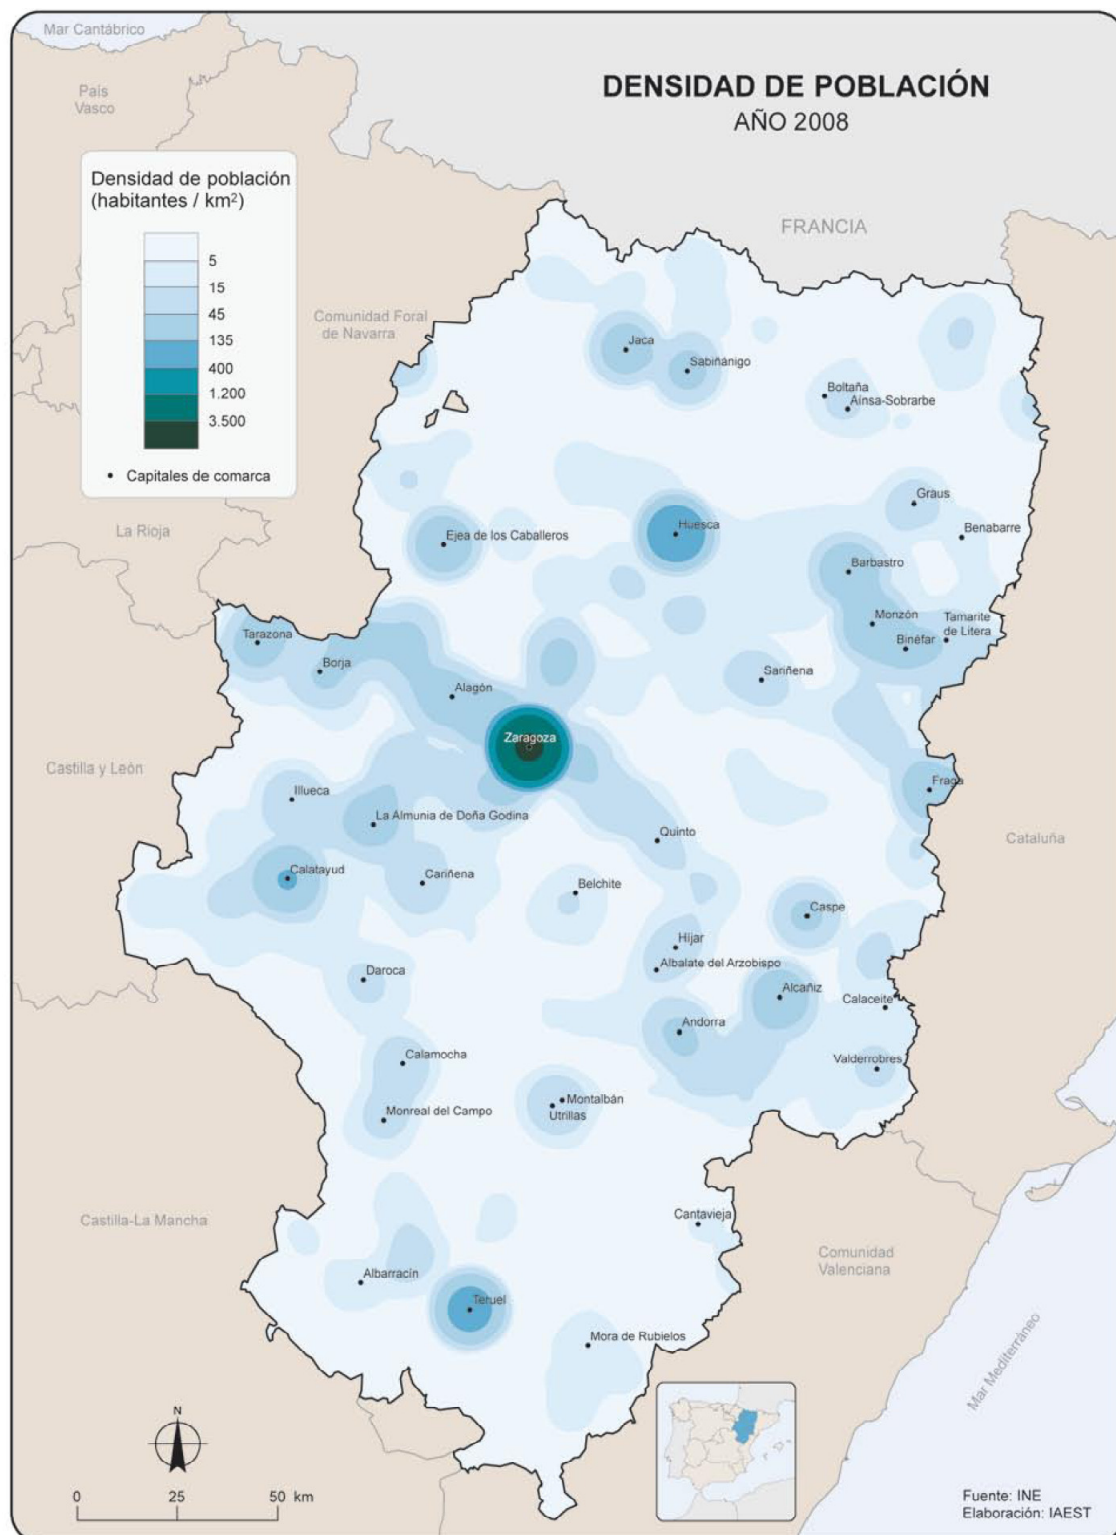 Mar Cantábrico
País
Vasco
DENSIDAD DE POBLACIÓN
AÑO 2008
Densidad de población
(habitantes / km²)
5
15
45
135
400
1.200
3.500
Capitales de comarca
FRANCIA
Comunidad Foral
de Navarra
Jaca
Sabiñánigo
Boltaña
Aínsa-Sobrarbe
Graus
La Rioja
Huesca
Ejea de los Caballeros
Benabarre
Barbastro
Monzón
Tamarite
de Litera
Tarazona
Binéfar
Borja
Sariñena
Alagón
Zaragoza
Castilla y León
Fraga
Illueca
La Almunia de Doña Godina
Quinto
Cataluña
Calatayud
Cariñena
Belchite
Caspe
Híjar
Albalate del Arzobispo
Daroca
Alcañiz
Calaceite
Andorra
Calamocha
Valderrobres
Montalbán
Monreal del Campo
Utrillas
Cantavieja
Castilla-La Mancha
Comunidad
Valenciana
Albarracín
Teruel
Mora de Rubielos
Mar Mediterráneo
N
0 25 50 km
Fuente: INE
Elaboración: IAEST